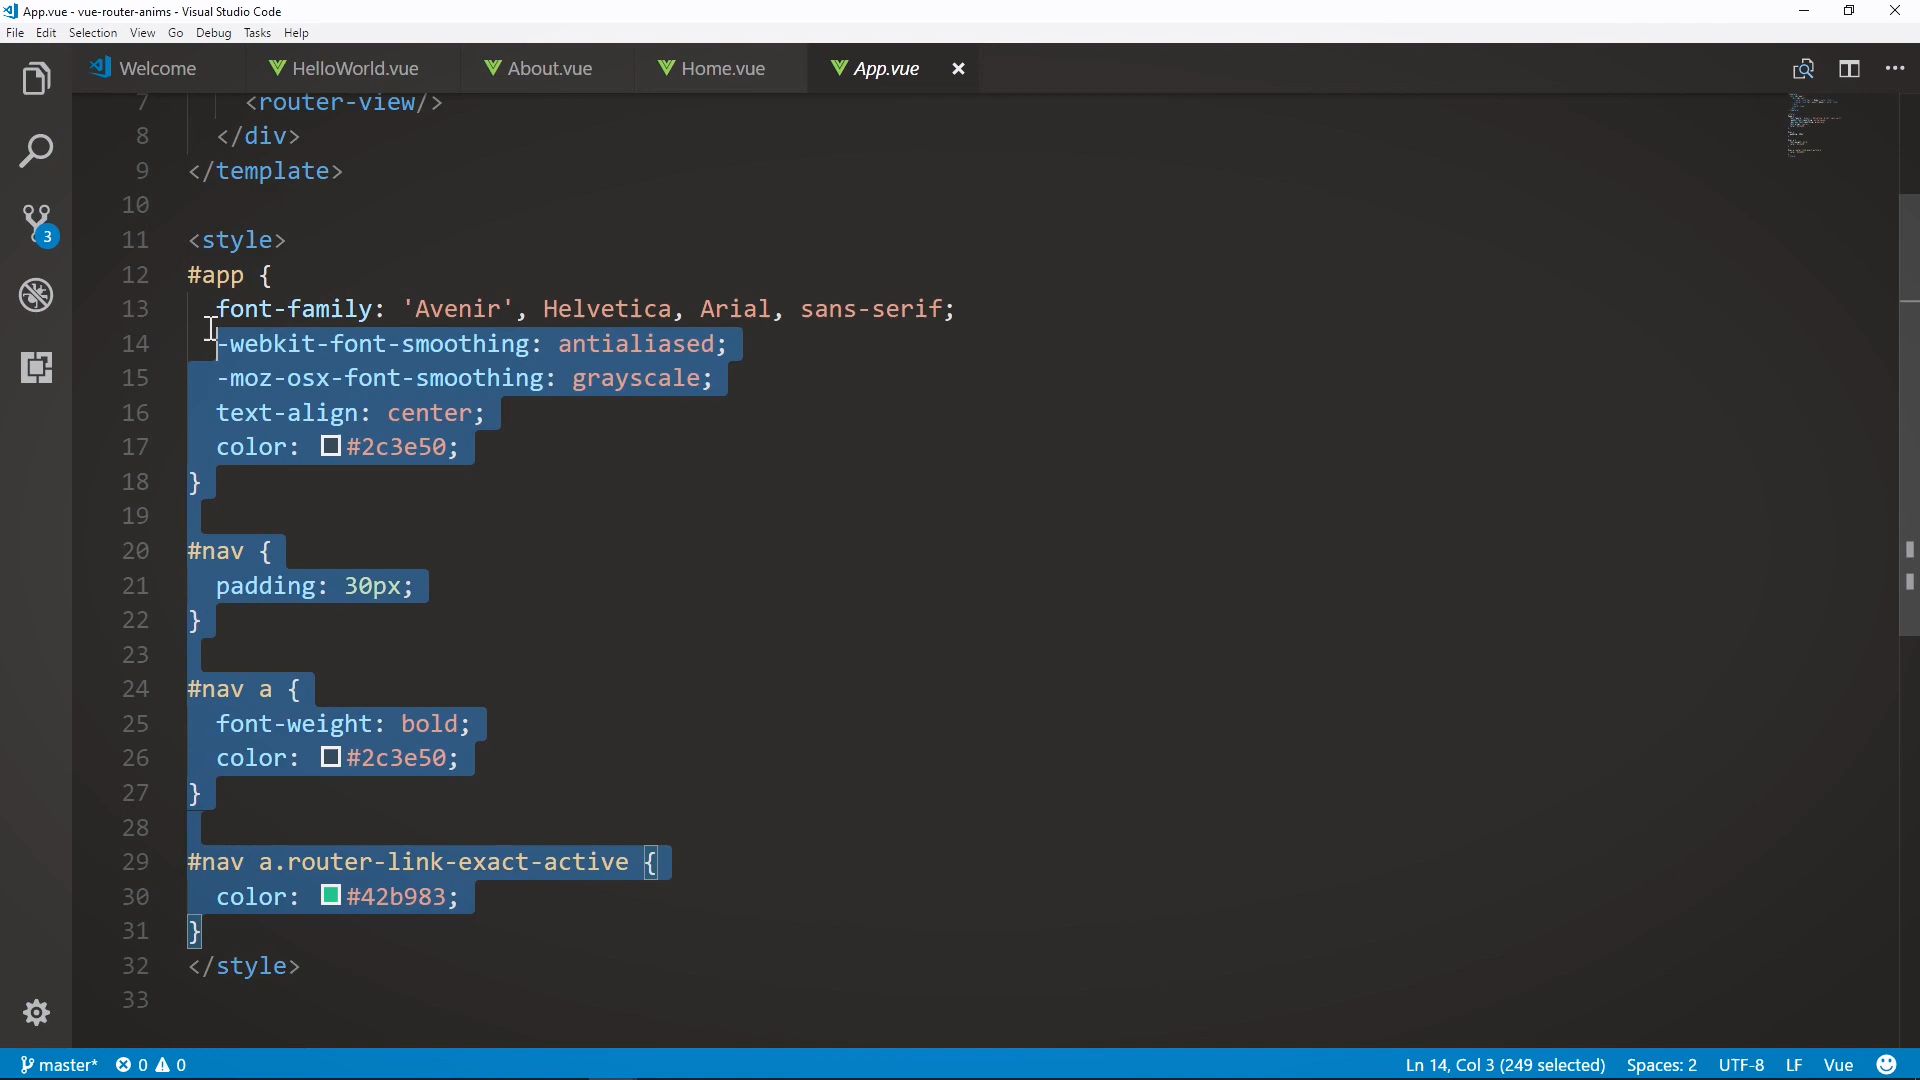 App.vue - vue-router-anims - Visual Studio Code
File Edit Selection View Go Debug Tasks Help
Welcome HelloWorld.vue About.vue Home.vue App.vue
7 <router-view/>
8 </div>
9 </template>
10
11 <style>
12 #app {
13 font-family: 'Avenir', Helvetica, Arial, sans-serif;
14 -webkit-font-smoothing: antialiased;
15 -moz-osx-font-smoothing: grayscale;
16 text-align: center;
17 color: #2c3e50;
18 }
19
20 #nav {
21 padding: 30px;
22 }
23
24 #nav a {
25 font-weight: bold;
26 color: #2c3e50;
27 }
28
29 #nav a.router-link-exact-active {
30 color: #42b983;
31 }
32 </style>
33
3
master* 0 0 Ln 14, Col 3 (249 selected) Spaces: 2 UTF-8 LF Vue